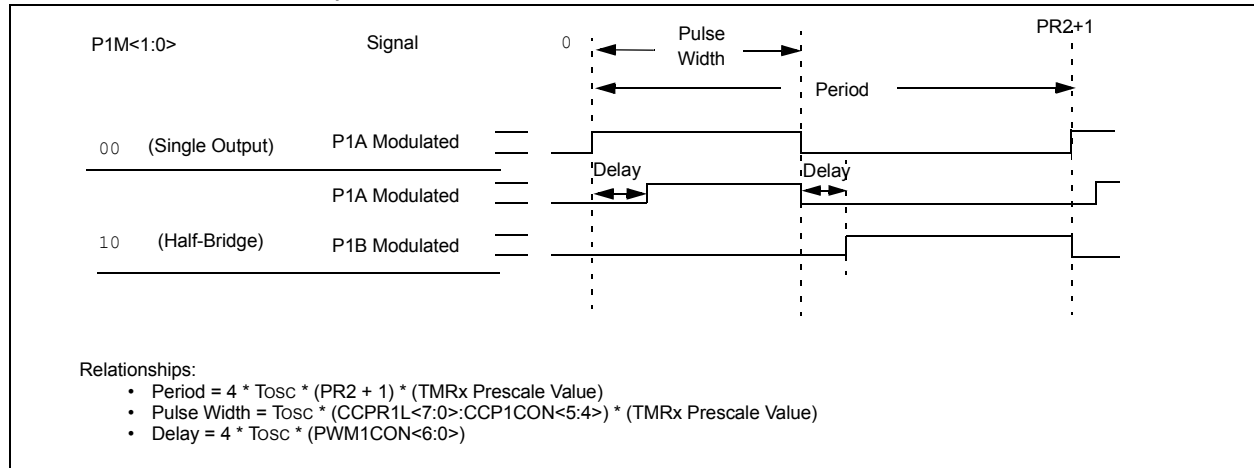 P1M<1:0> Signal 0 Pulse Width PR2+1
Period
00 (Single Output) P1A Modulated
Delay Delay
P1A Modulated
10 (Half-Bridge) P1B Modulated
Relationships:
• Period = 4 * TOSC * (PR2 + 1) * (TMRx Prescale Value)
• Pulse Width = TOSC * (CCPR1L<7:0>:CCP1CON<5:4>) * (TMRx Prescale Value)
• Delay = 4 * TOSC * (PWM1CON<6:0>)